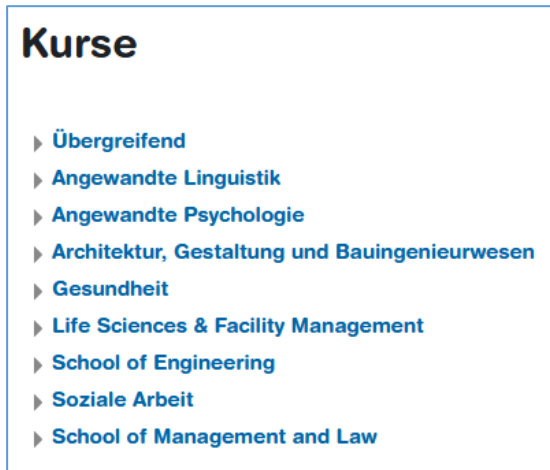 Kurse
Übergreifend
Angewandte Linguistik
Angewandte Psychologie
Architektur, Gestaltung und Bauingenieurwesen
Gesundheit
Life Sciences & Facility Management
School of Engineering
Soziale Arbeit
School of Management and Law